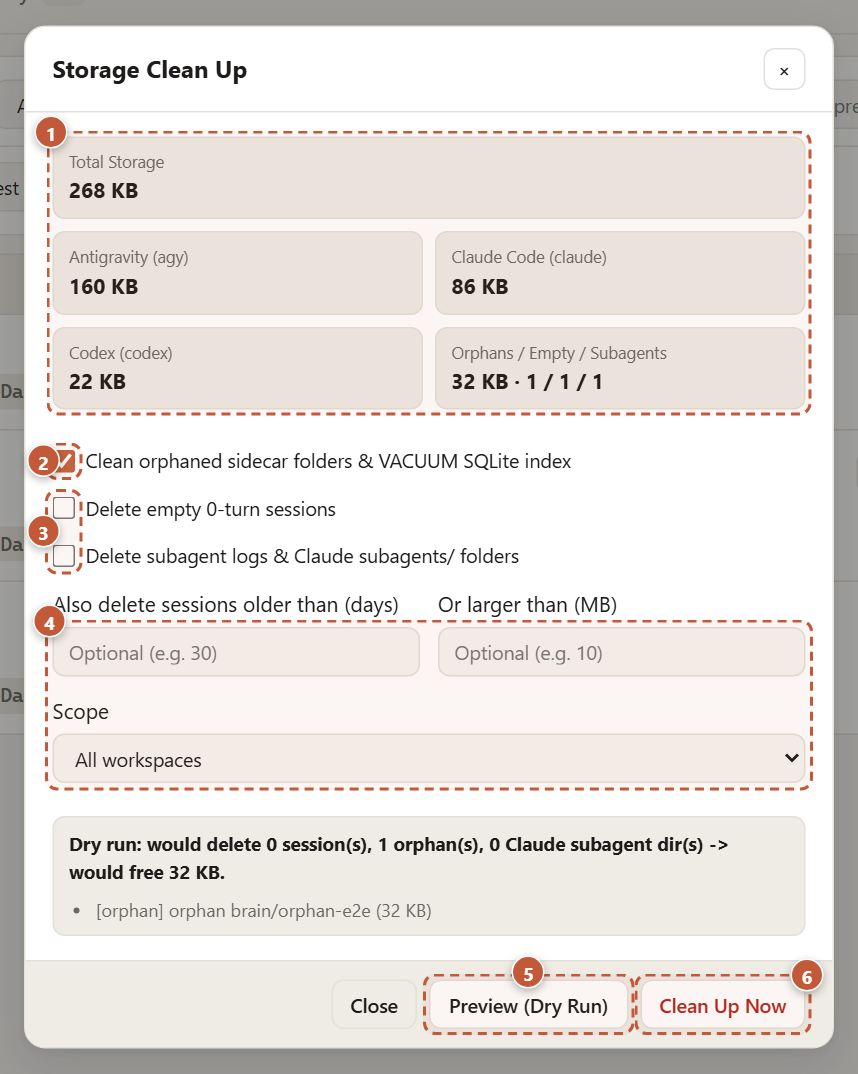 Storage Clean Up
×
1
Total Storage
268 KB
Antigravity (agy)
160 KB
Claude Code (claude)
86 KB
Codex (codex)
22 KB
Orphans / Empty / Subagents
32 KB · 1 / 1 / 1
2
Clean orphaned sidecar folders & VACUUM SQLite index
3
Delete empty 0-turn sessions
Delete subagent logs & Claude subagents/ folders
4
Also delete sessions older than (days)
Optional (e.g. 30)
Or larger than (MB)
Optional (e.g. 10)
Scope
All workspaces
Dry run: would delete 0 session(s), 1 orphan(s), 0 Claude subagent dir(s) ->
would free 32 KB.
• [orphan] orphan brain/orphan-e2e (32 KB)
Close
5
Preview (Dry Run)
6
Clean Up Now
est
pre
Da
Da
Da